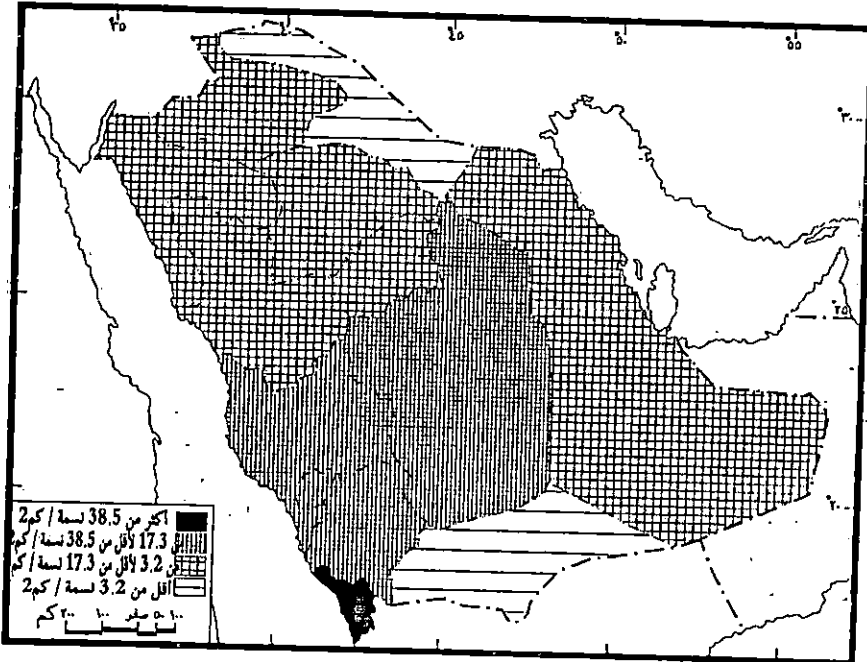 °٣٥ °٤٥ °٥٠ °٥٥
°٣٠
°٢٥
°٢٠
أكثر من 38.5 نسمة / كم2
من 17.3 لأقل من 38.5 نسمة / كم2
من 3.2 لأقل من 17.3 نسمة / كم
أقل من 3.2 نسمة / كم2
١٠٠ ٥٠ صفر ١٠٠ ٢٠٠ كم